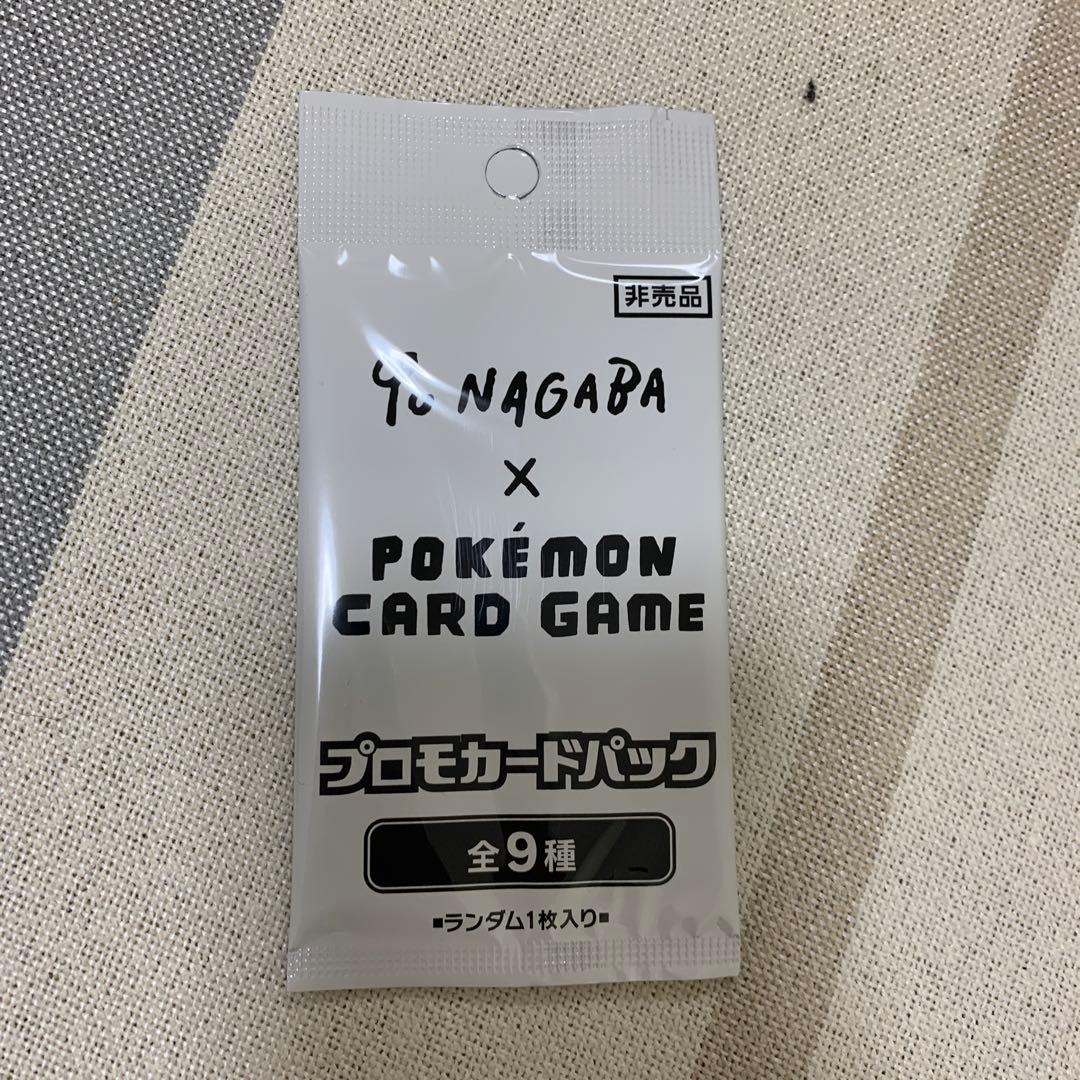 非売品
Yu NAGABA
×
POKÉMON
CARD GAME
プロモカードパック
全9種
■ランダム1枚入り■